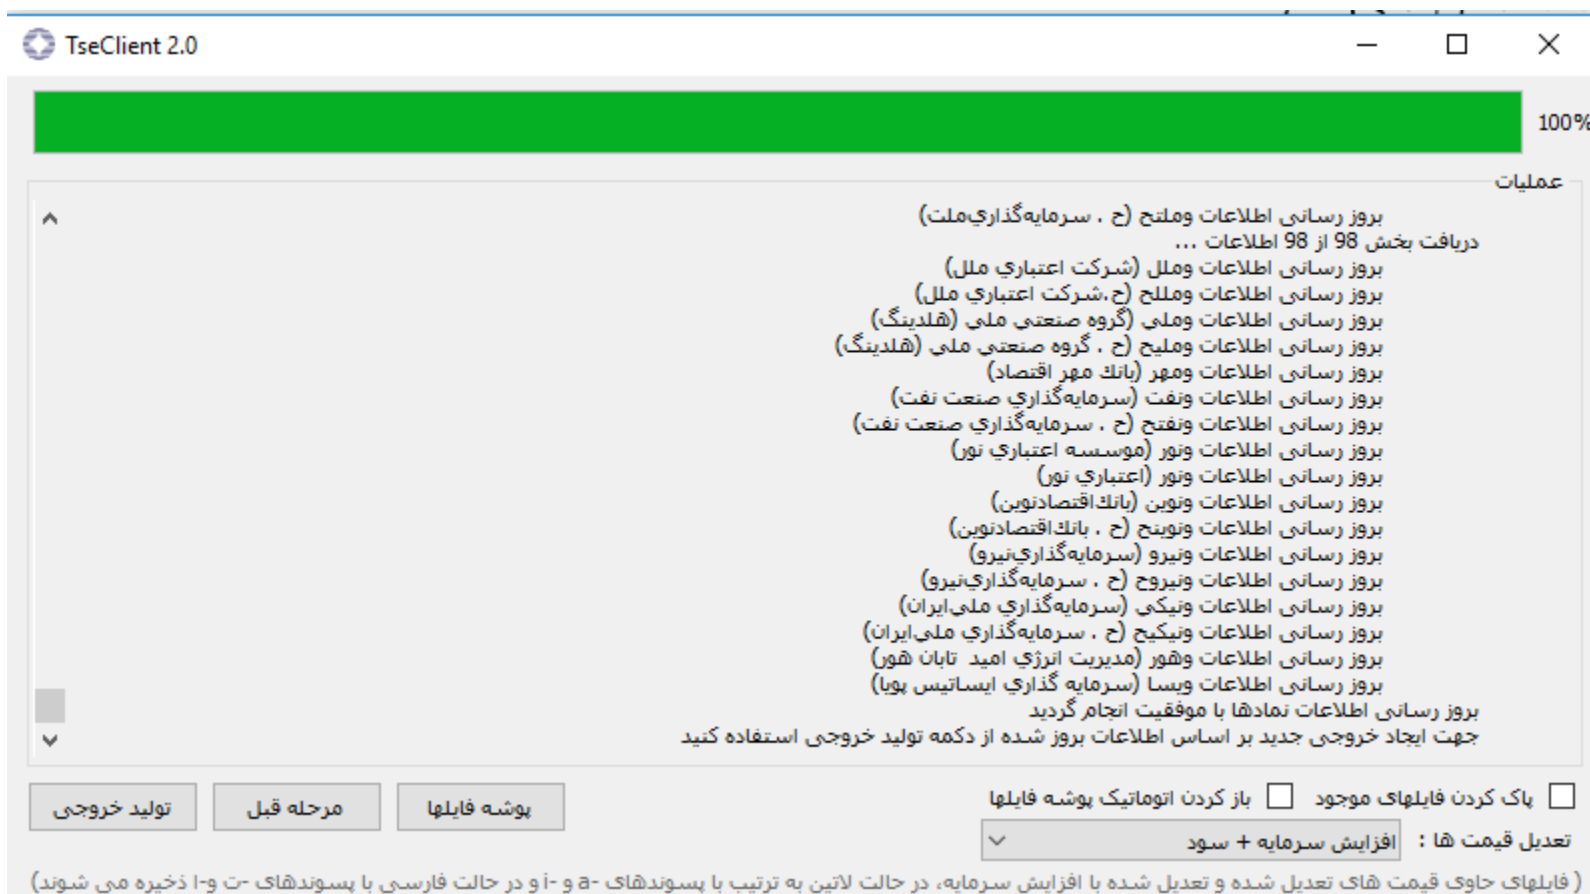 TseClient 2.0
100%
عملیات
بروز رسانی اطلاعات وملتح (ح . سرمایه‌گذاري‌ملت)
دریافت بخش 98 از 98 اطلاعات ...
بروز رسانی اطلاعات وملل (شرکت اعتباري ملل)
بروز رسانی اطلاعات ومللح (ح.شرکت اعتباري ملل)
بروز رسانی اطلاعات وملي (گروه صنعتي ملي (هلدینگ)
بروز رسانی اطلاعات ومليح (ح . گروه صنعتي ملي (هلدینگ)
بروز رسانی اطلاعات ومهر (بانك مهر اقتصاد)
بروز رسانی اطلاعات ونفت (سرمایه‌گذاري صنعت نفت)
بروز رسانی اطلاعات ونفتح (ح . سرمایه‌گذاري صنعت نفت)
بروز رسانی اطلاعات ونور (موسسه اعتباري نور)
بروز رسانی اطلاعات ونور (اعتباري نور)
بروز رسانی اطلاعات ونوین (بانك‌اقتصادنوین)
بروز رسانی اطلاعات ونوینح (ح . بانك‌اقتصادنوین)
بروز رسانی اطلاعات ونیرو (سرمایه‌گذاري‌نیرو)
بروز رسانی اطلاعات ونیروح (ح . سرمایه‌گذاري‌نیرو)
بروز رسانی اطلاعات ونیکي (سرمایه‌گذاري ملي‌ایران)
بروز رسانی اطلاعات ونیکیح (ح . سرمایه‌گذاري ملي‌ایران)
بروز رسانی اطلاعات وهور (مدیریت انرژي امید تابان هور)
بروز رسانی اطلاعات ویسا (سرمایه گذاري ایساتیس پویا)
بروز رسانی اطلاعات نمادها با موفقیت انجام گردید
جهت ایجاد خروجی جدید بر اساس اطلاعات بروز شده از دکمه تولید خروجی استفاده کنید
پاک کردن فایلهای موجود باز کردن اتوماتیک پوشه فایلها
پوشه فایلها مرحله قبل تولید خروجی
تعدیل قیمت ها : افزایش سرمایه + سود
( فایلهای حاوی قیمت های تعدیل شده و تعدیل شده با افزایش سرمایه، در حالت لاتین به ترتیب با پسوندهای -a و -i و در حالت فارسی با پسوندهای -ت و-ا ذخیره می شوند)